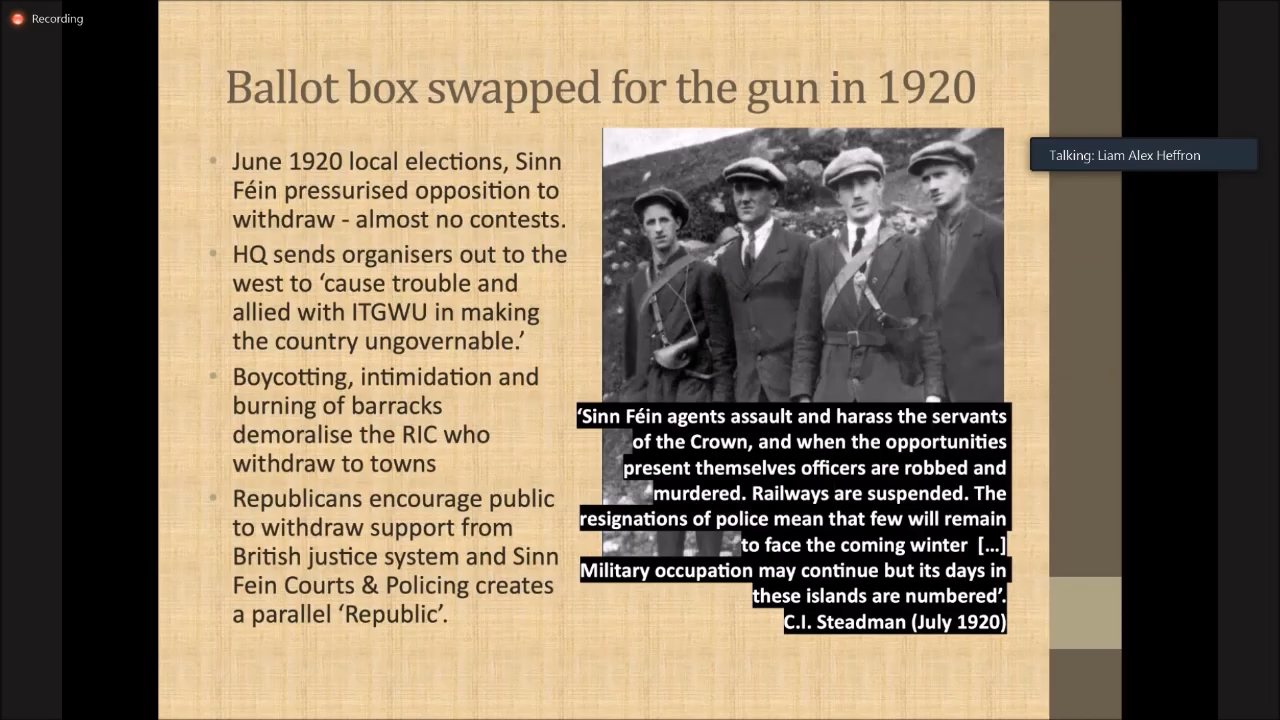 Recording
Ballot box swapped for the gun in 1920
Talking: Liam Alex Heffron
June 1920 local elections, Sinn
Féin pressurised opposition to
withdraw - almost no contests.
HQ sends organisers out to the
west to ‘cause trouble and
allied with ITGWU in making
the country ungovernable.’
Boycotting, intimidation and
burning of barracks
demoralise the RIC who
withdraw to towns
Republicans encourage public
to withdraw support from
British justice system and Sinn
Fein Courts & Policing creates
a parallel ‘Republic’.
‘Sinn Féin agents assault and harass the servants
of the Crown, and when the opportunities
present themselves officers are robbed and
murdered. Railways are suspended. The
resignations of police mean that few will remain
to face the coming winter [...]
Military occupation may continue but its days in
these islands are numbered’.
C.I. Steadman (July 1920)